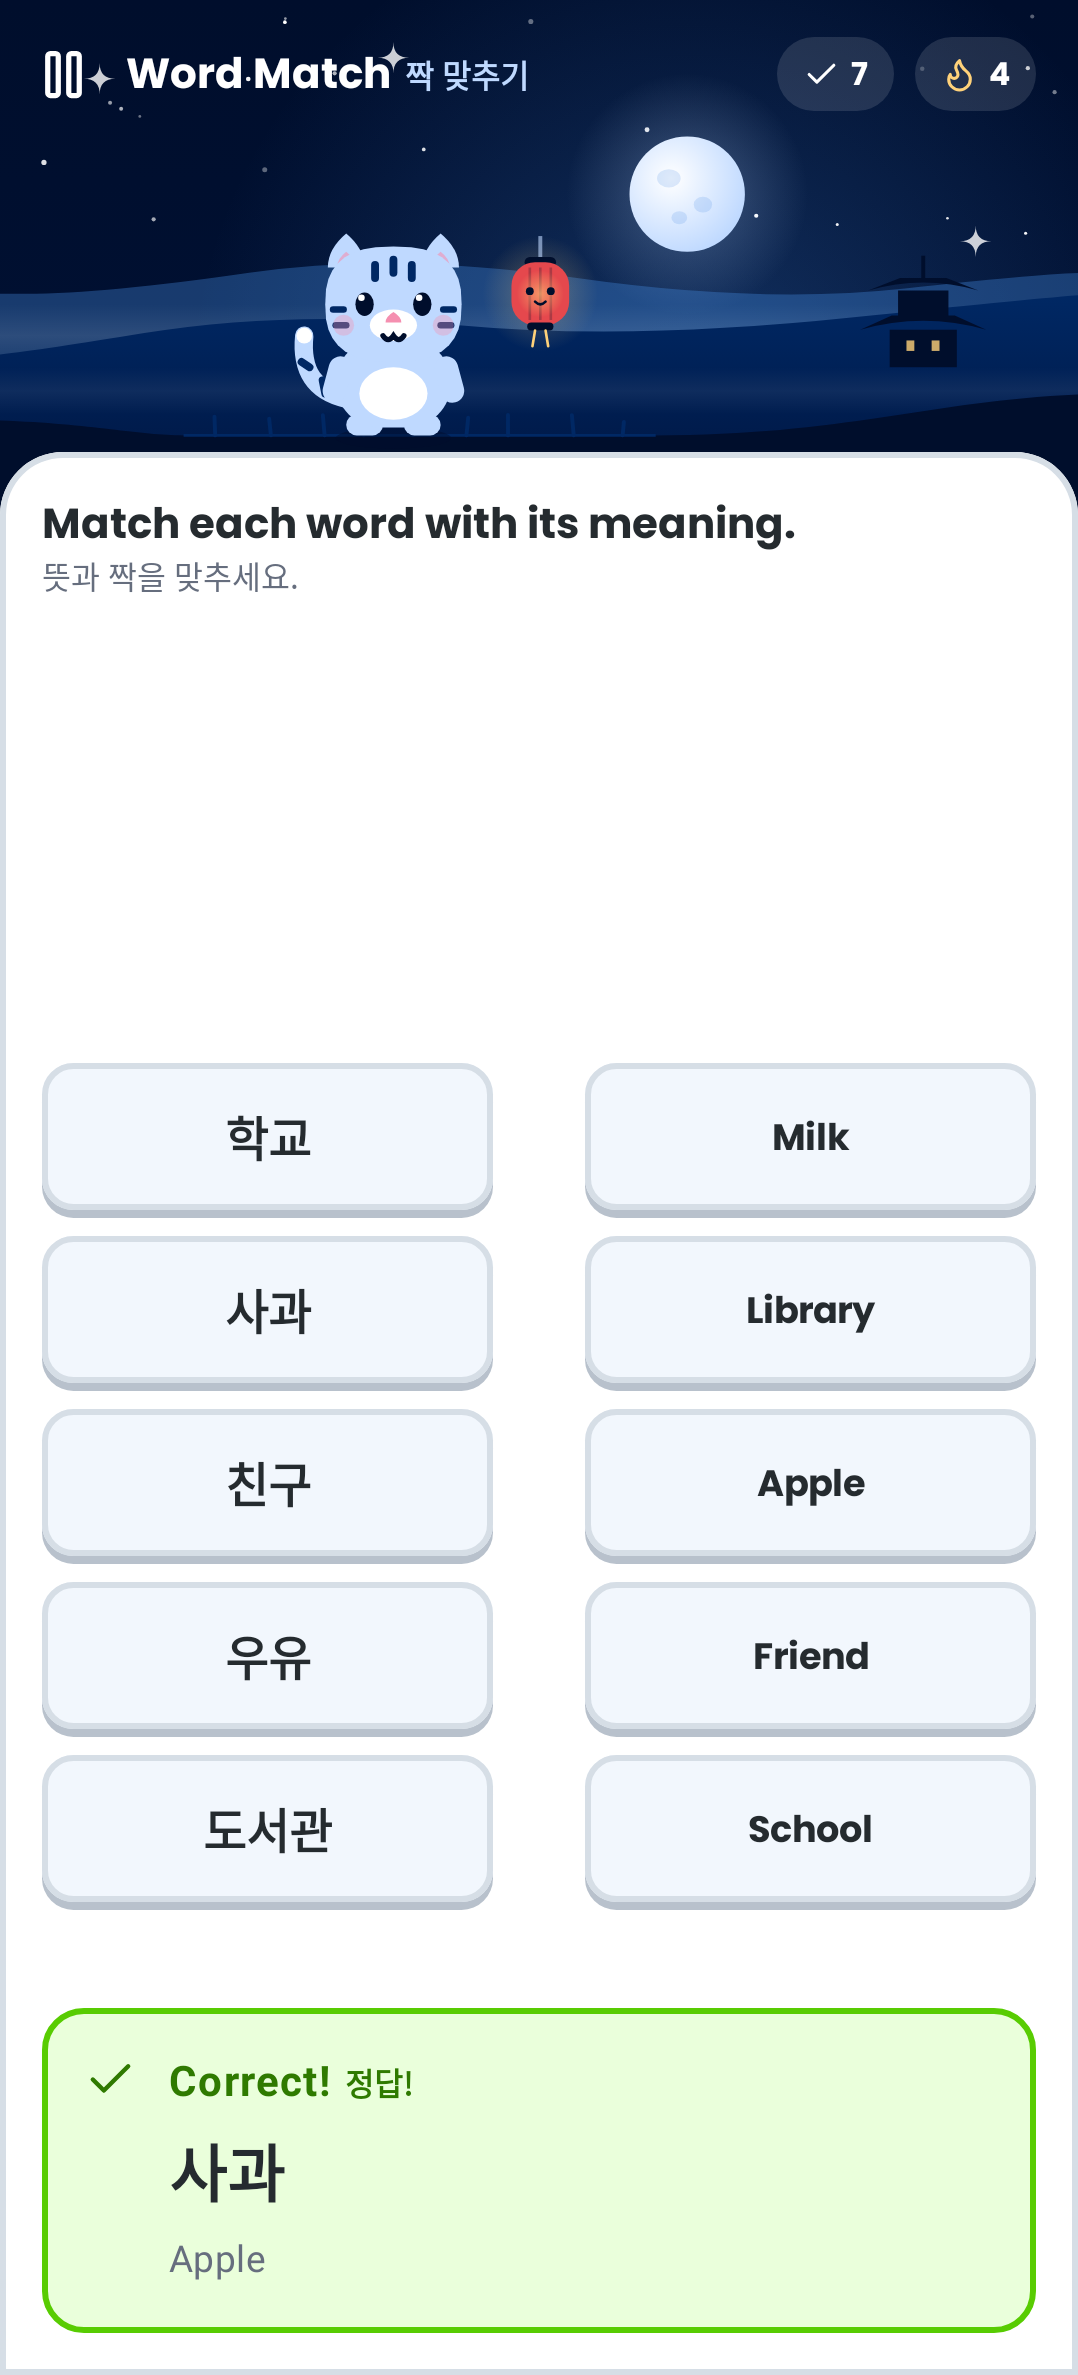 Word·Match 짝 맞추기
7
4
Match each word with its meaning.
뜻과 짝을 맞추세요.
학교
Milk
사과
Library
친구
Apple
우유
Friend
도서관
School
Correct! 정답!
사과
Apple